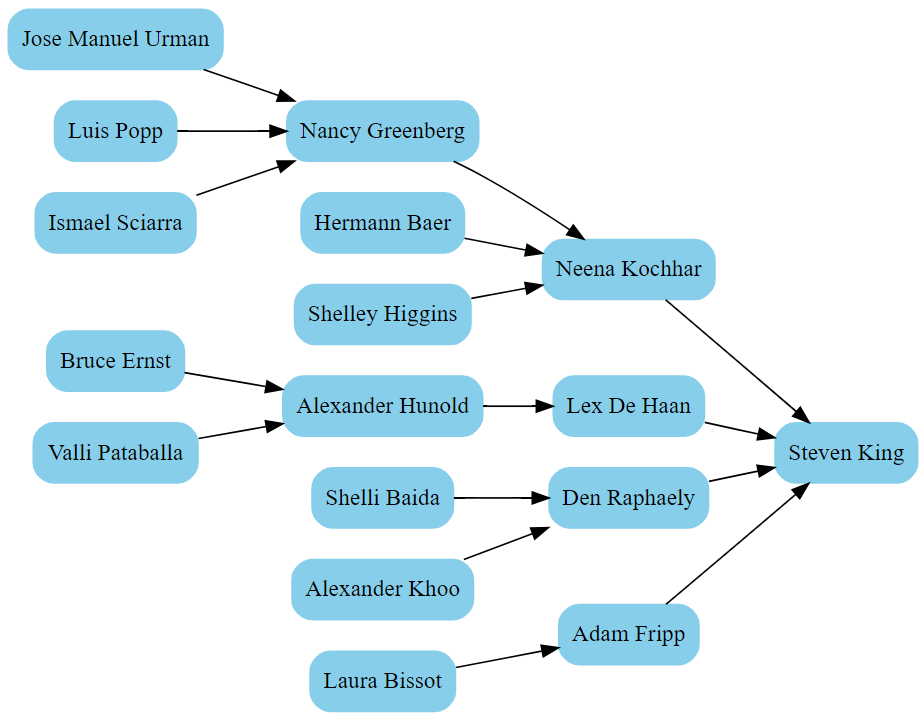 Jose Manuel Urman
Luis Popp
Nancy Greenberg
Ismael Sciarra
Hermann Baer
Neena Kochhar
Shelley Higgins
Bruce Ernst
Alexander Hunold
Lex De Haan
Valli Pataballa
Steven King
Shelli Baida
Den Raphaely
Alexander Khoo
Adam Fripp
Laura Bissot